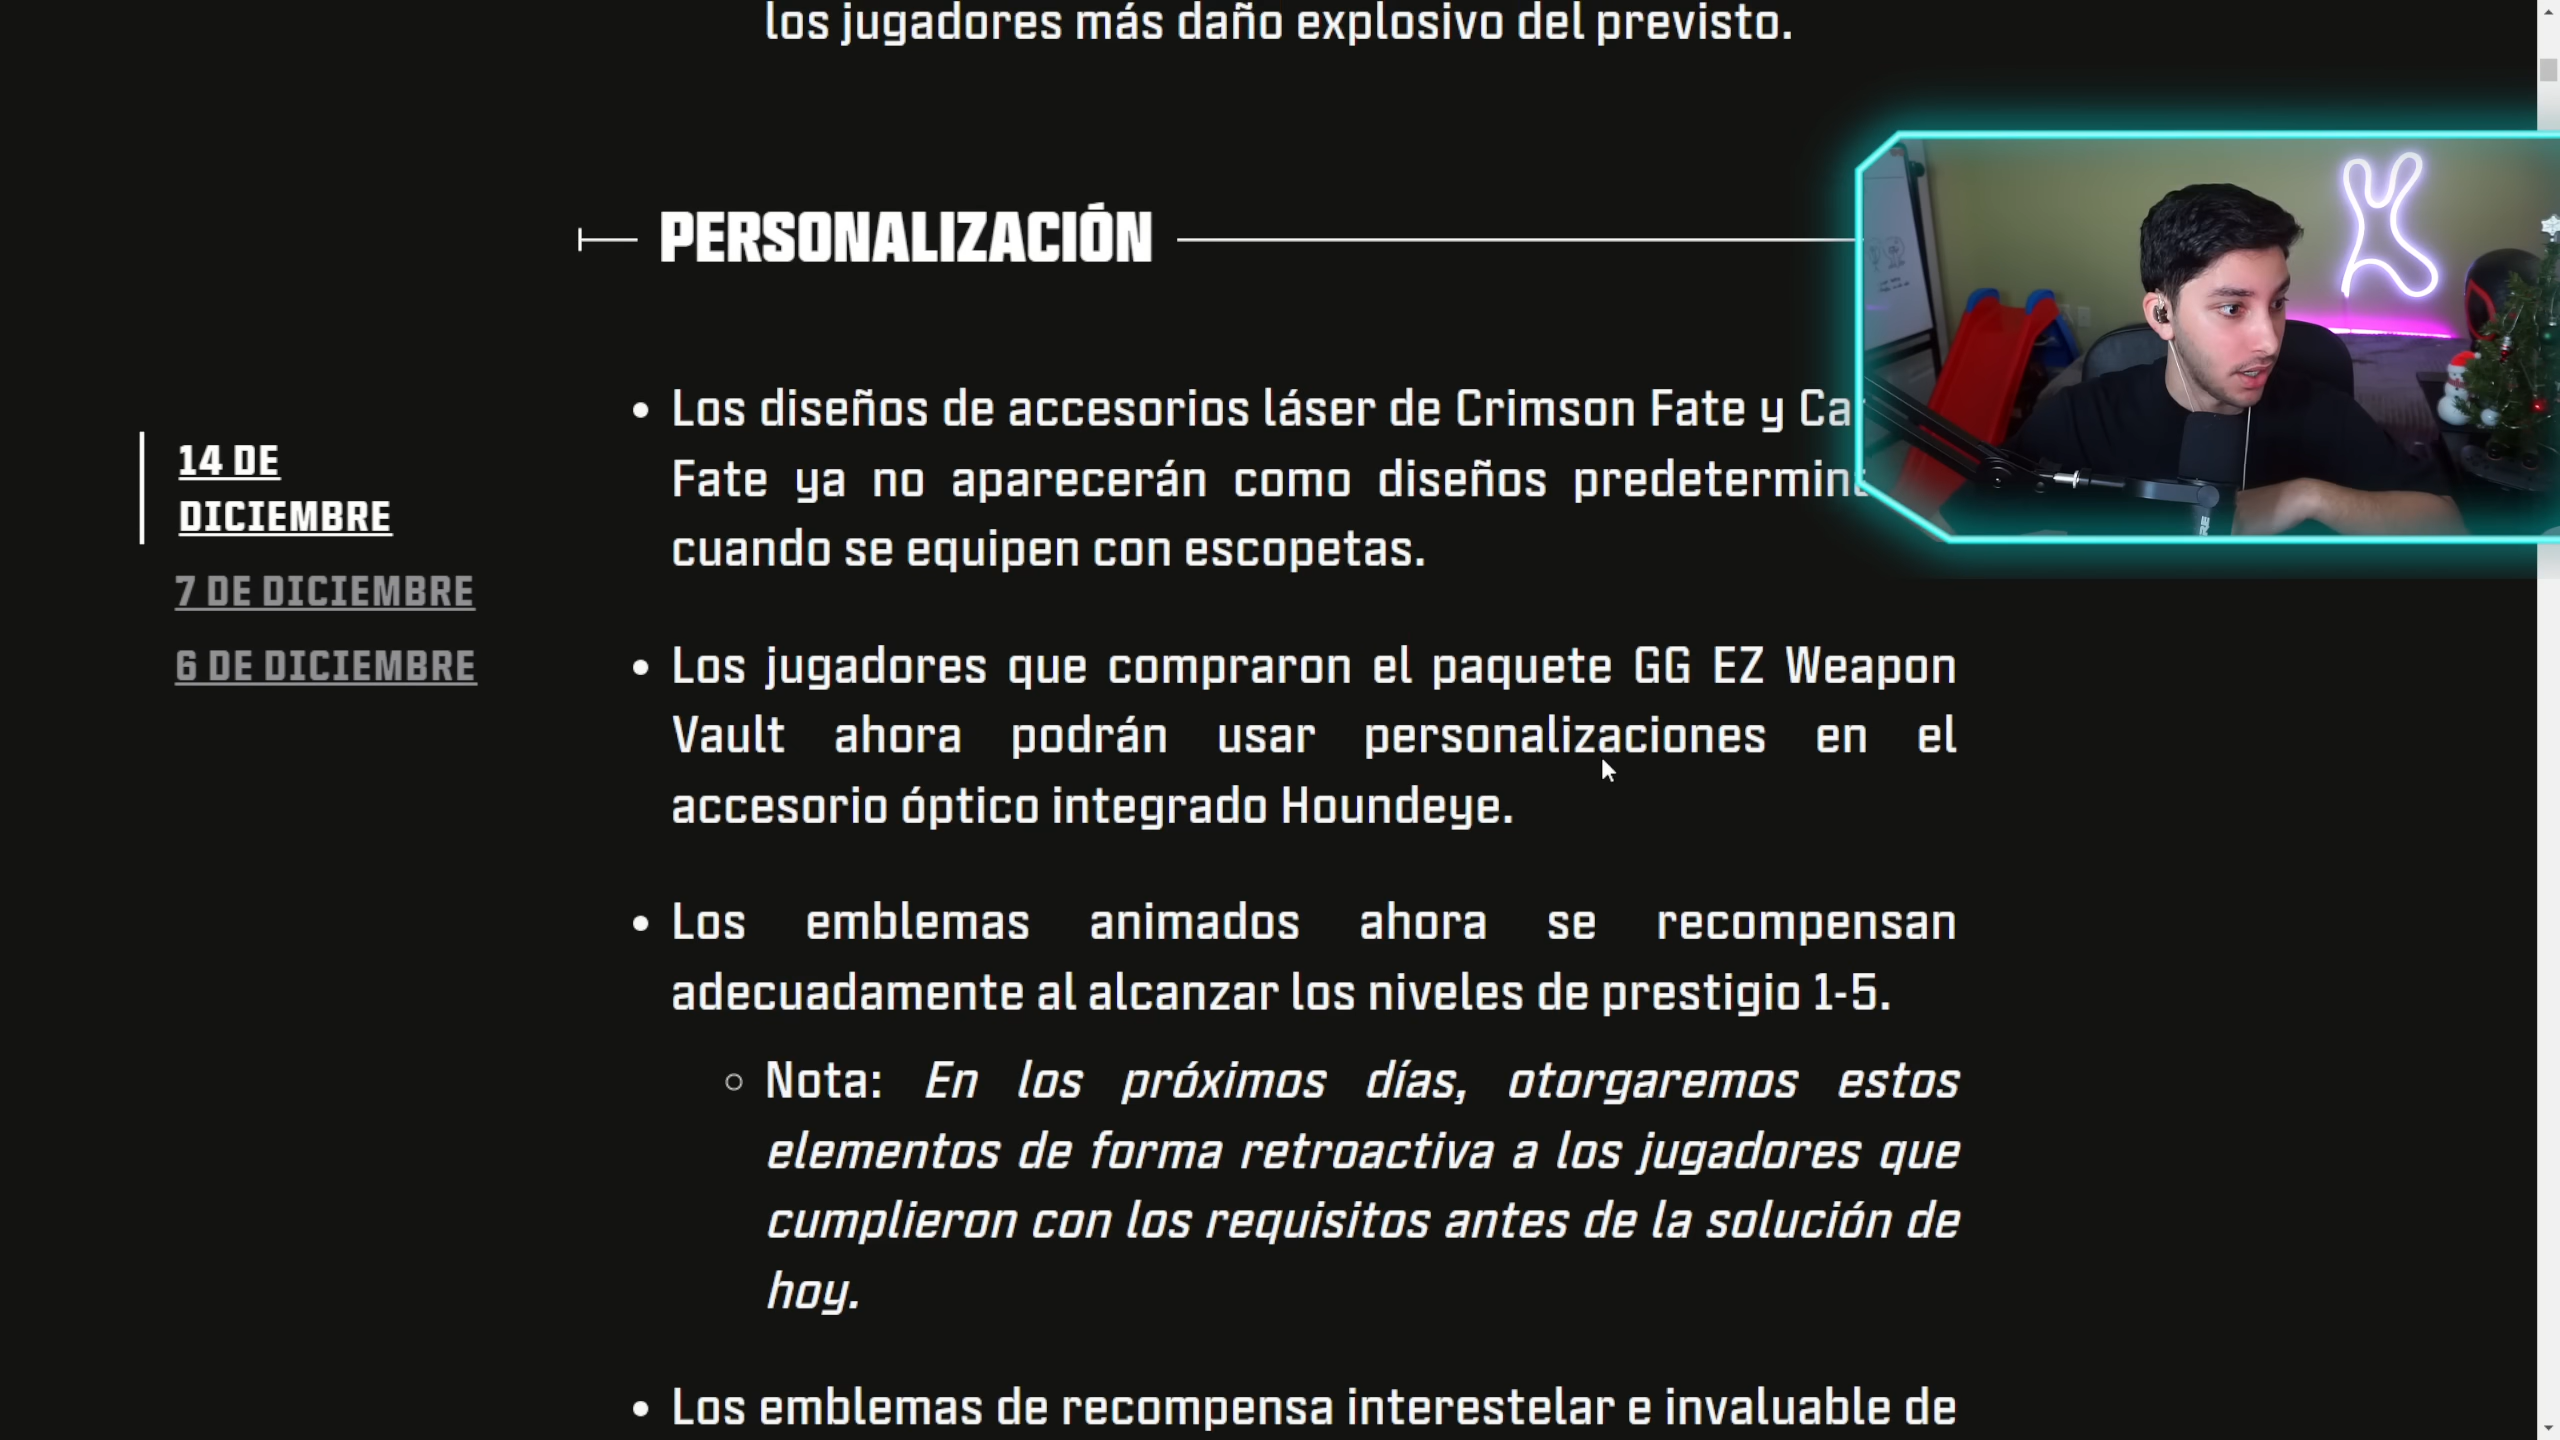 los jugadores más daño explosivo del previsto.
PERSONALIZACIÓN
14 DE
DICIEMBRE
7 DE DICIEMBRE
6 DE DICIEMBRE
Los diseños de accesorios láser de Crimson Fate y
Fate ya no aparecerán como diseños
cuando se equipen con escopetas.
Los jugadores que compraron el paquete GG EZ Weapon
Vault ahora podrán usar personalizaciones en el
accesorio óptico integrado Houndeye.
Los emblemas animados ahora se recompensan
adecuadamente al alcanzar los niveles de prestigio 1-5.
Nota: En los próximos días, otorgaremos estos
elementos de forma retroactiva a los jugadores que
cumplieron con los requisitos antes de la solución de
hoy.
Los emblemas de recompensa interestelar e invaluable de